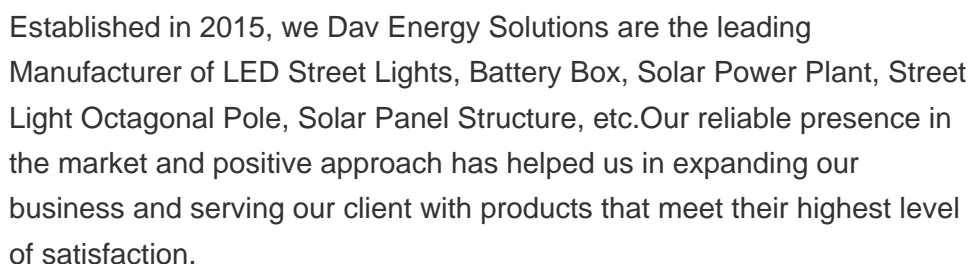 Established in 2015, we Dav Energy Solutions are the leading
Manufacturer of LED Street Lights, Battery Box, Solar Power Plant, Street
Light Octagonal Pole, Solar Panel Structure, etc.Our reliable presence in
the market and positive approach has helped us in expanding our
business and serving our client with products that meet their highest level
of satisfaction.